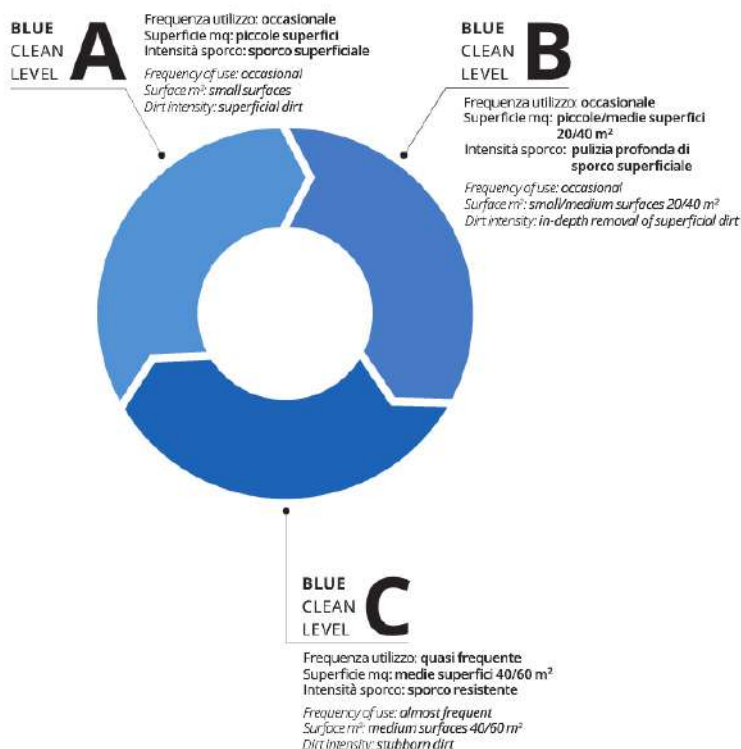 BLUE
CLEAN
LEVEL
A
Frequenza utilizzo: occasionale
Superficie mq: piccole superfici
Intensità sporco: sporco superficiale
Frequency of use: occasional
Surface m²: small surfaces
Dirt intensity: superficial dirt
BLUE
CLEAN
LEVEL
B
Frequenza utilizzo: occasionale
Superficie mq: piccole/medie superfici
20/40 m²
Intensità sporco: pulizia profonda di
sporco superficiale
Frequency of use: occasional
Surface m²: small/medium surfaces 20/40 m²
Dirt intensity: in-depth removal of superficial dirt
BLUE
CLEAN
LEVEL
C
Frequenza utilizzo: quasi frequente
Superficie mq: medie superfici 40/60 m²
Intensità sporco: sporco resistente
Frequency of use: almost frequent
Surface m²: medium surfaces 40/60 m²
Dirt intensity: stubborn dirt